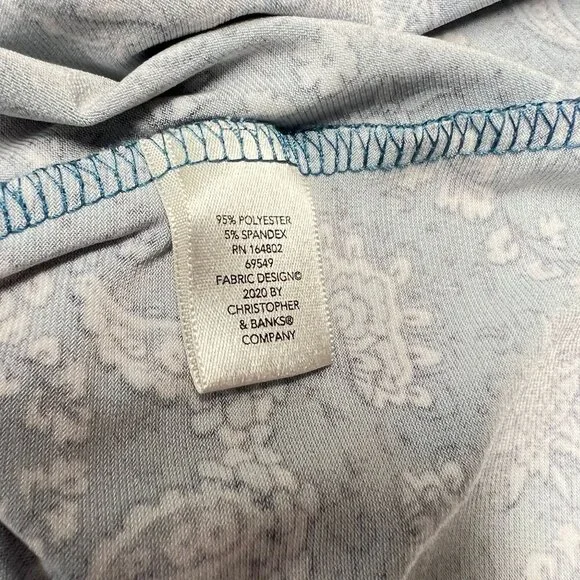 95% POLYESTER
5% SPANDEX
RN 164802
69549
FABRIC DESIGN©
2020 BY
CHRISTOPHER
& BANKS®
COMPANY